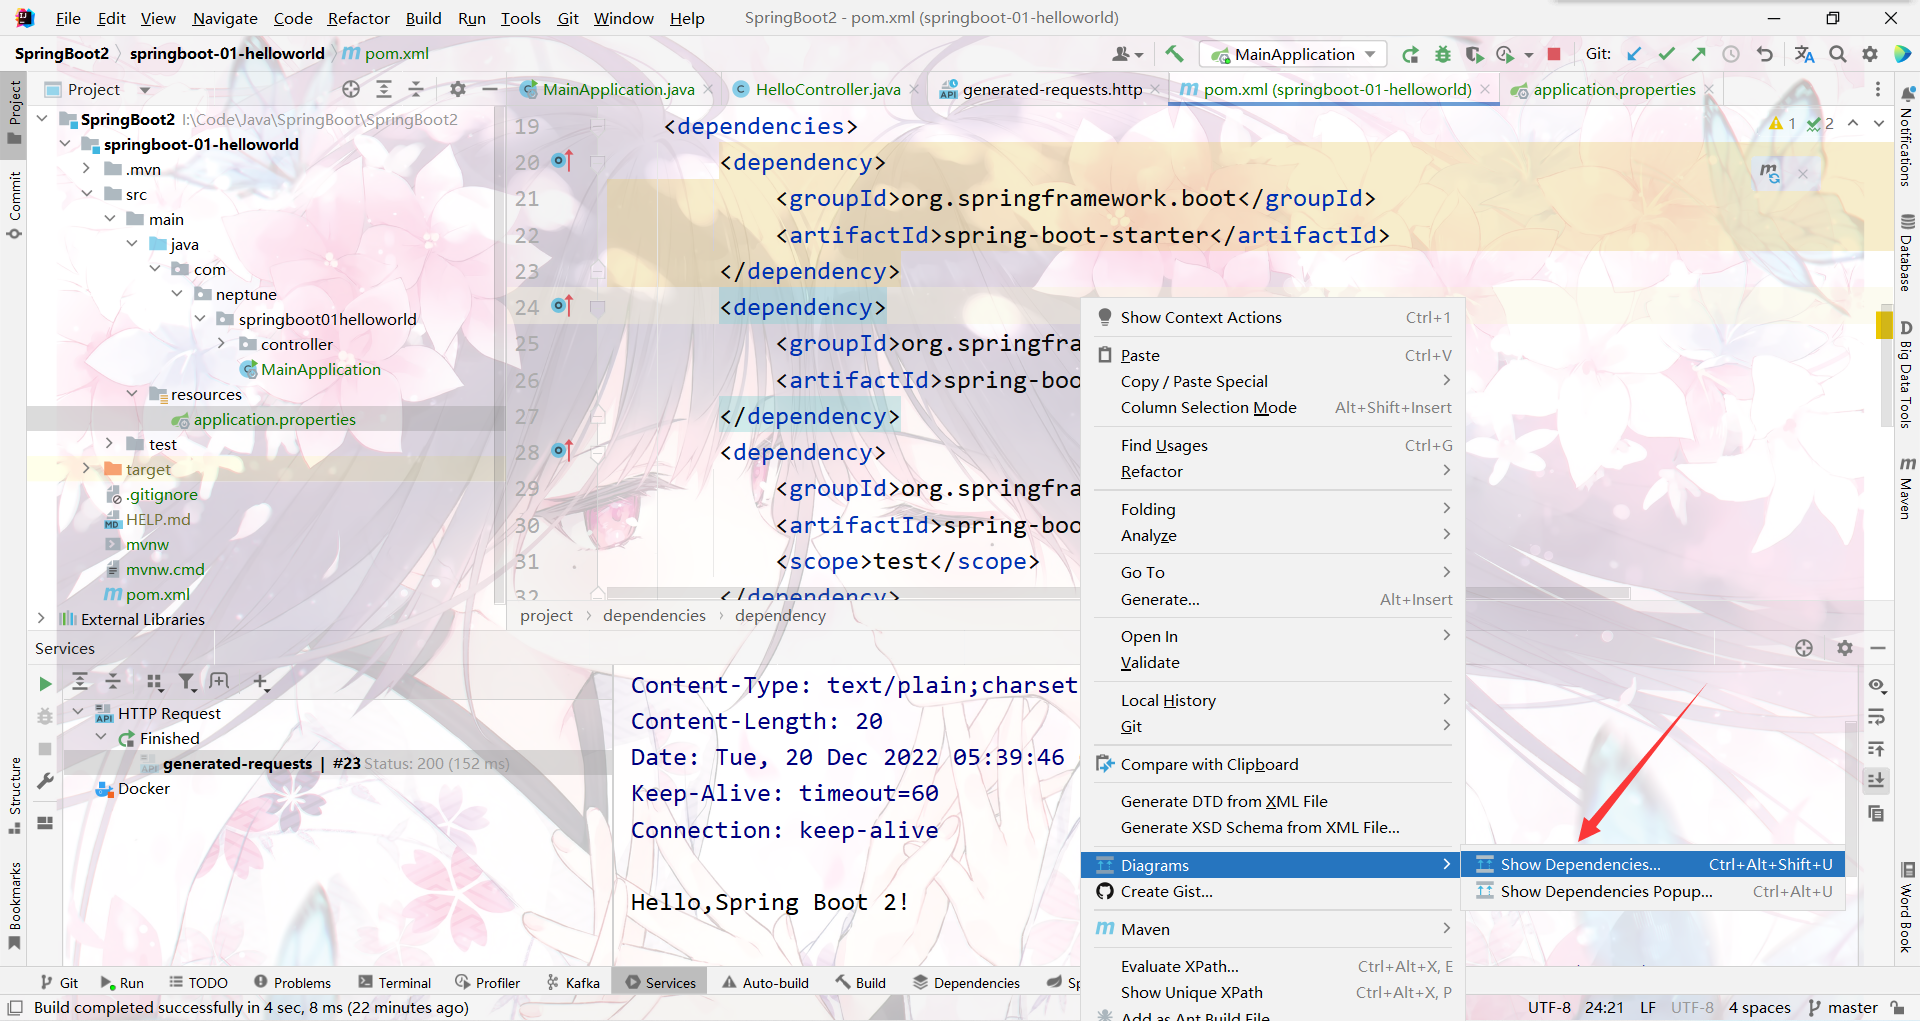 File Edit View Navigate Code Refactor Build Run Tools Git Window Help SpringBoot2 - pom.xml (springboot-01-helloworld)
SpringBoot2 springboot-01-helloworld m pom.xml MainApplication Git:
Project MainApplication.java HelloController.java generated-requests.http pom.xml (springboot-01-helloworld) application.properties
Project
Commit
Structure
Bookmarks
SpringBoot2 I:\Code\Java\SpringBoot\SpringBoot2
springboot-01-helloworld
.mvn
src
main
java
com
neptune
springboot01helloworld
controller
MainApplication
resources
application.properties
test
target
.gitignore
HELP.md
mvnw
mvnw.cmd
pom.xml
External Libraries
1 2
19 <dependencies>
20 <dependency>
21 <groupId>org.springframework.boot</groupId>
22 <artifactId>spring-boot-starter</artifactId>
23 </dependency>
24 <dependency>
25 <groupId>org.springfra
26 <artifactId>spring-boo
27 </dependency>
28 <dependency>
29 <groupId>org.springfra
30 <artifactId>spring-boo
31 <scope>test</scope>
32 </dependency>
project dependencies dependency
Services
HTTP Request
Finished
generated-requests | #23 Status: 200 (152 ms)
Docker
Content-Type: text/plain;charset
Content-Length: 20
Date: Tue, 20 Dec 2022 05:39:46
Keep-Alive: timeout=60
Connection: keep-alive
Hello,Spring Boot 2!
Show Context Actions Ctrl+1
Paste Ctrl+V
Copy / Paste Special
Column Selection Mode Alt+Shift+Insert
Find Usages Ctrl+G
Refactor
Folding
Analyze
Go To
Generate... Alt+Insert
Open In
Validate
Local History
Git
Compare with Clipboard
Generate DTD from XML File
Generate XSD Schema from XML File...
Diagrams
Create Gist...
Maven
Evaluate XPath... Ctrl+Alt+X, E
Show Unique XPath Ctrl+Alt+X, P
Add as Ant Build File
Show Dependencies... Ctrl+Alt+Shift+U
Show Dependencies Popup... Ctrl+Alt+U
Notifications
Database
Big Data Tools
Maven
Word Book
Git Run TODO Problems Terminal Profiler Kafka Services Auto-build Build Dependencies Sp
Build completed successfully in 4 sec, 8 ms (22 minutes ago) UTF-8 24:21 LF UTF-8 4 spaces master